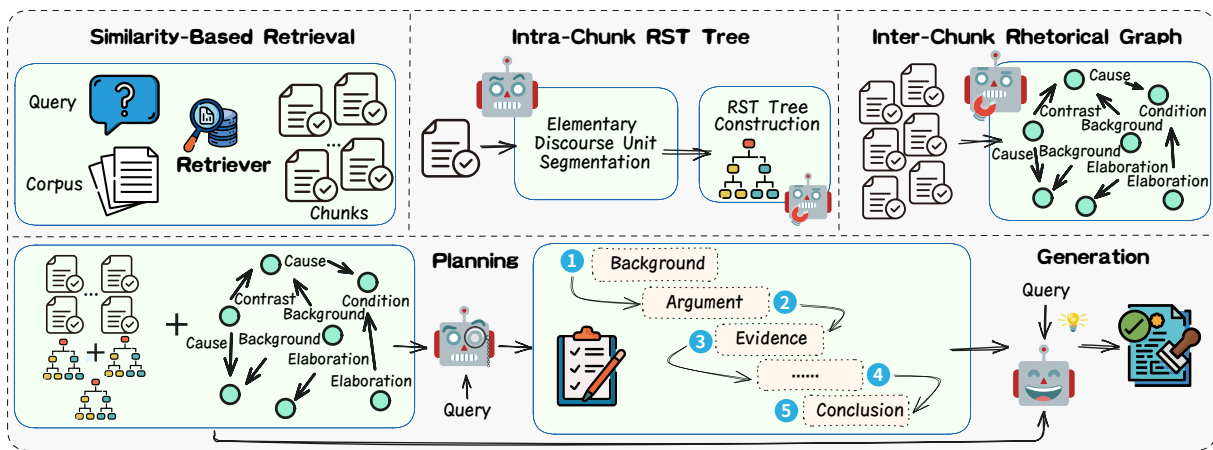 Similarity-Based Retrieval
Query
?
Retriever
Corpus
...
Chunks
Intra-Chunk RST Tree
Elementary
Discourse Unit
Segmentation
RST Tree
Construction
Inter-Chunk Rhetorical Graph
Cause
Contrast
Condition
Background
Cause
Background
Elaboration
Elaboration
...
+
+
Cause
Contrast
Condition
Background
Cause
Background
Elaboration
Elaboration
Planning
Query
1 Background
Argument 2
3 Evidence
...... 4
5 Conclusion
Generation
Query